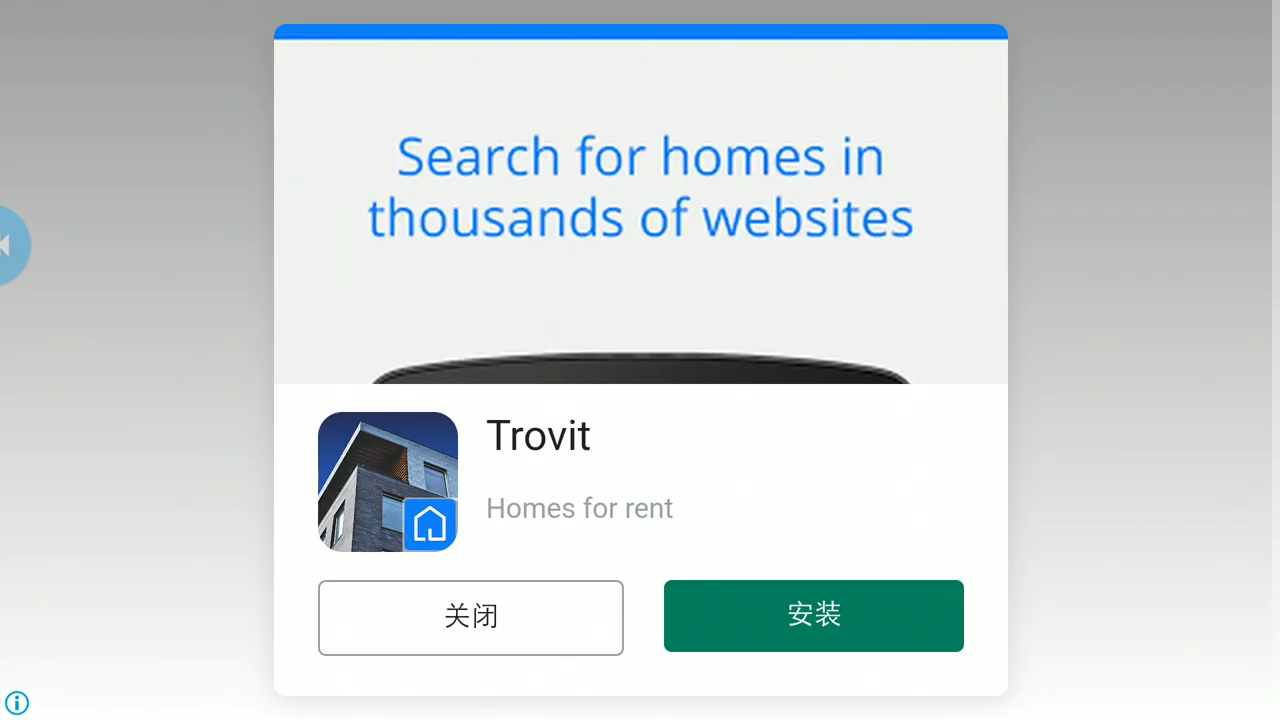 Search for homes in
thousands of websites
Trovit
Homes for rent
关闭
安装